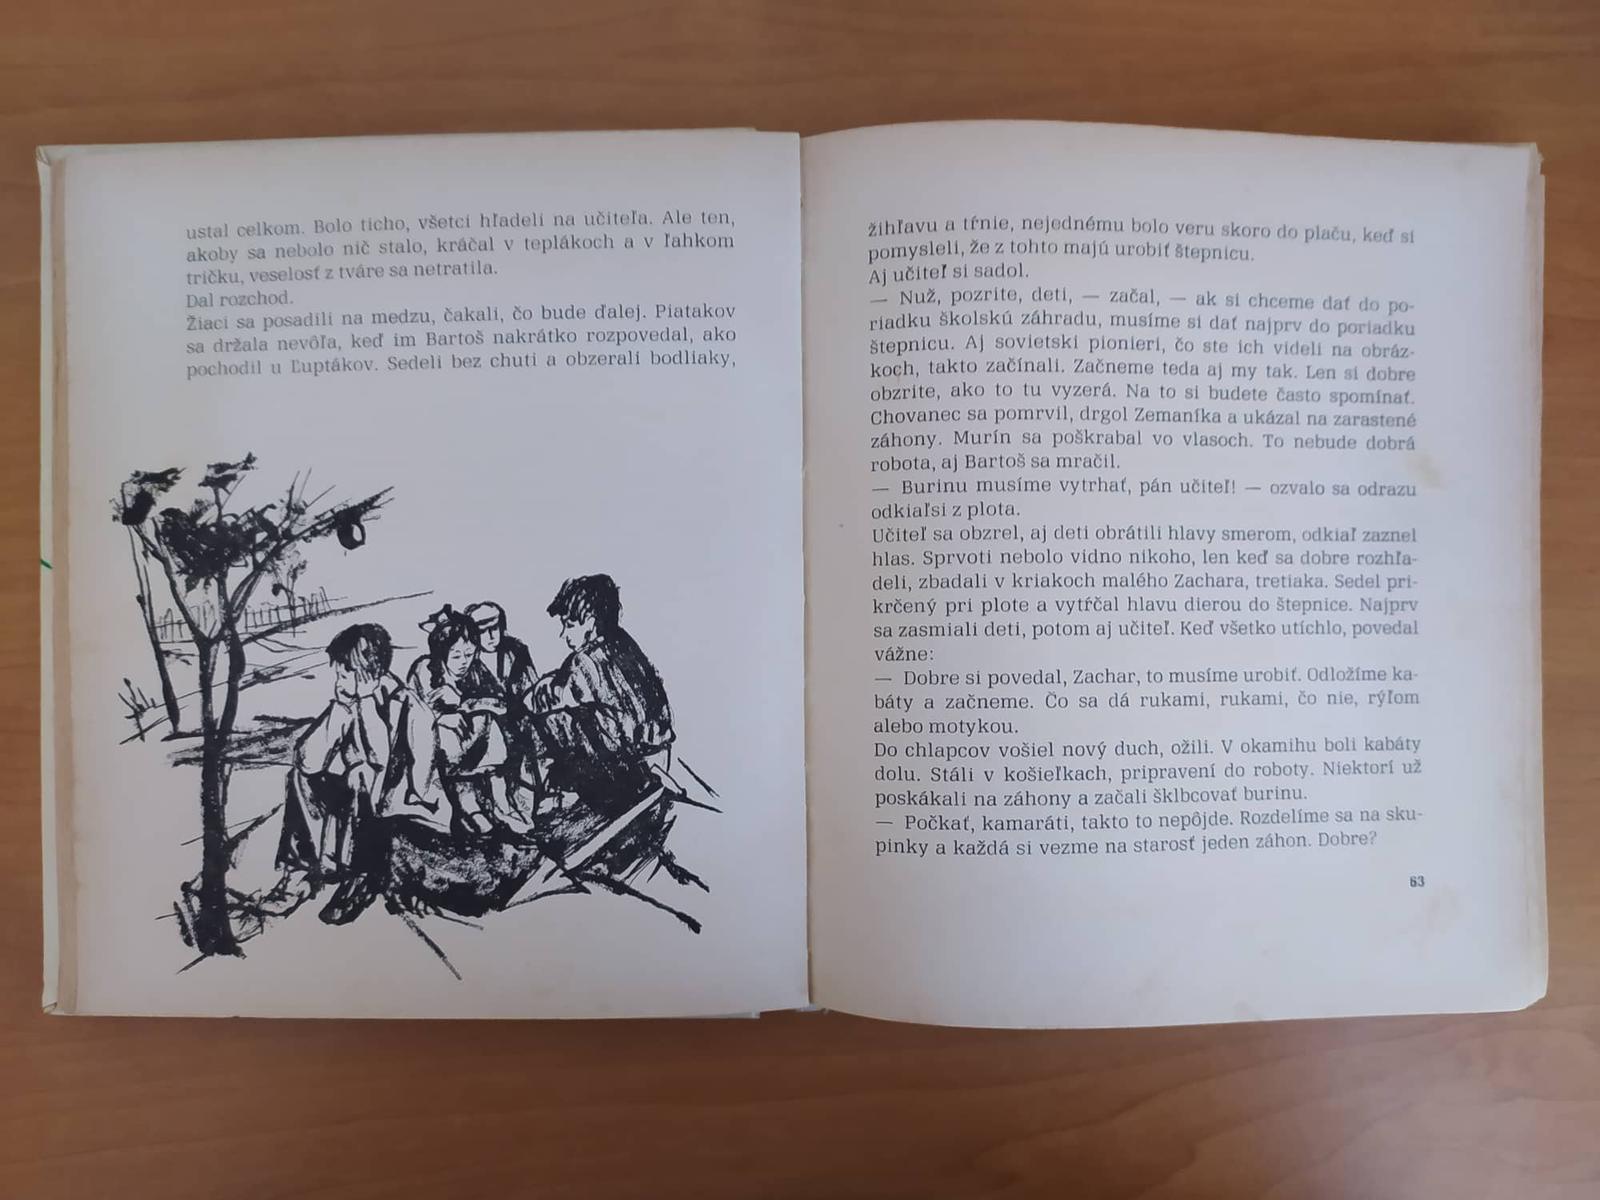 ustal celkom. Bolo ticho, všetci hľadeli na učiteľa. Ale ten,
akoby sa nebolo nič stalo, kráčal v teplákoch a v ľahkom
tričku, veselosť z tváre sa netratila.
Dal rozchod.
Žiaci sa posadili na medzu, čakali, čo bude ďalej. Piatakov
sa držala nevôľa, keď im Bartoš nakrátko rozpovedal, ako
pochodil u Ľuptákov. Sedeli bez chuti a obzerali bodliaky,
žihľavu a tŕnie, nejednému bolo veru skoro do plaču, keď si
pomysleli, že z tohto majú urobiť štepnicu.
Aj učiteľ si sadol.
— Nuž, pozrite, deti, — začal, — ak si chceme dať do po-
riadku školskú záhradu, musíme si dať najprv do poriadku
štepnicu. Aj sovietski pionieri, čo ste ich videli na obráz-
koch, takto začínali. Začneme teda aj my tak. Len si dobre
obzrite, ako to tu vyzerá. Na to si budete často spomínať.
Chovanec sa pomrvil, drgol Zemaníka a ukázal na zarastené
záhony. Murín sa poškrabal vo vlasoch. To nebude dobrá
robota, aj Bartoš sa mračil.
— Burinu musíme vytrhať, pán učiteľ! — ozvalo sa odrazu
odkiaľsi z plota.
Učiteľ sa obzrel, aj deti obrátili hlavy smerom, odkiaľ zaznel
hlas. Sprvoti nebolo vidno nikoho, len keď sa dobre rozhľa-
deli, zbadali v kriakoch malého Zachara, tretiaka. Sedel pri-
krčený pri plote a vytŕčal hlavu dierou do štepnice. Najprv
sa zasmiali deti, potom aj učiteľ. Keď všetko utíchlo, povedal
vážne:
— Dobre si povedal, Zachar, to musíme urobiť. Odložíme ka-
báty a začneme. Čo sa dá rukami, rukami, čo nie, rýľom
alebo motykou.
Do chlapcov vošiel nový duch, ožili. V okamihu boli kabáty
dolu. Stáli v košieľkach, pripravení do roboty. Niektorí už
poskákali na záhony a začali šklbcovať burinu.
— Počkať, kamaráti, takto to nepôjde. Rozdelíme sa na sku-
pinky a každá si vezme na starosť jeden záhon. Dobre?
63